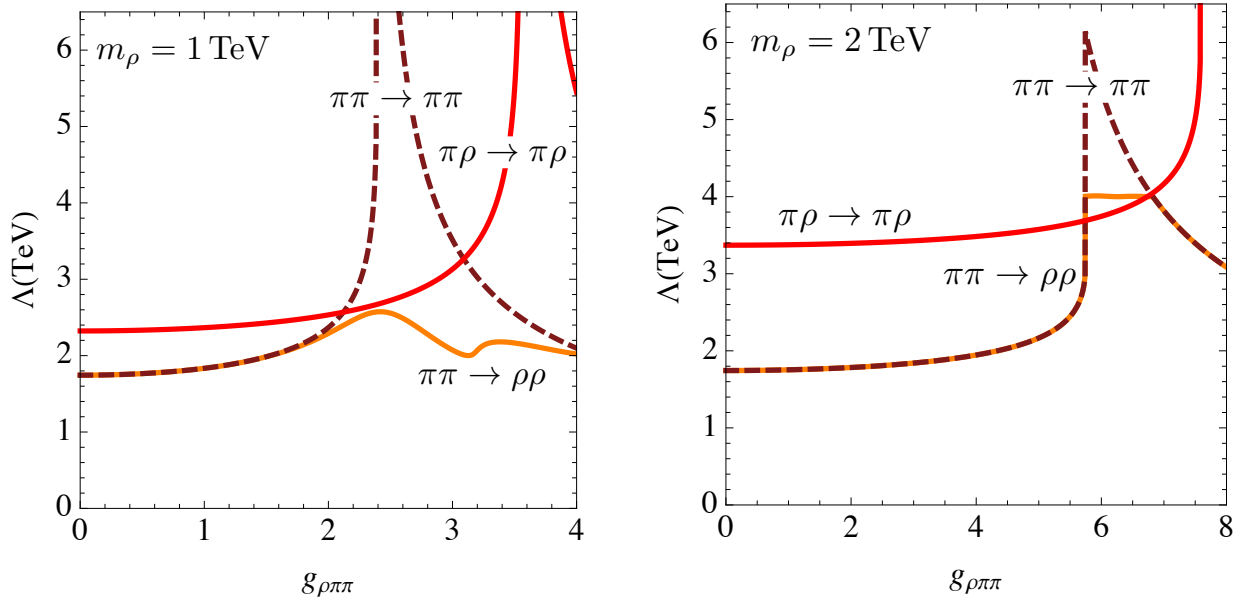 m_ρ = 1 TeV
ππ → ππ
πρ → πρ
ππ → ρρ
Λ(TeV)
6
5
4
3
2
1
0
0 1 2 3 4
g_ρππ
m_ρ = 2 TeV
ππ → ππ
πρ → πρ
ππ → ρρ
Λ(TeV)
6
5
4
3
2
1
0
0 2 4 6 8
g_ρππ